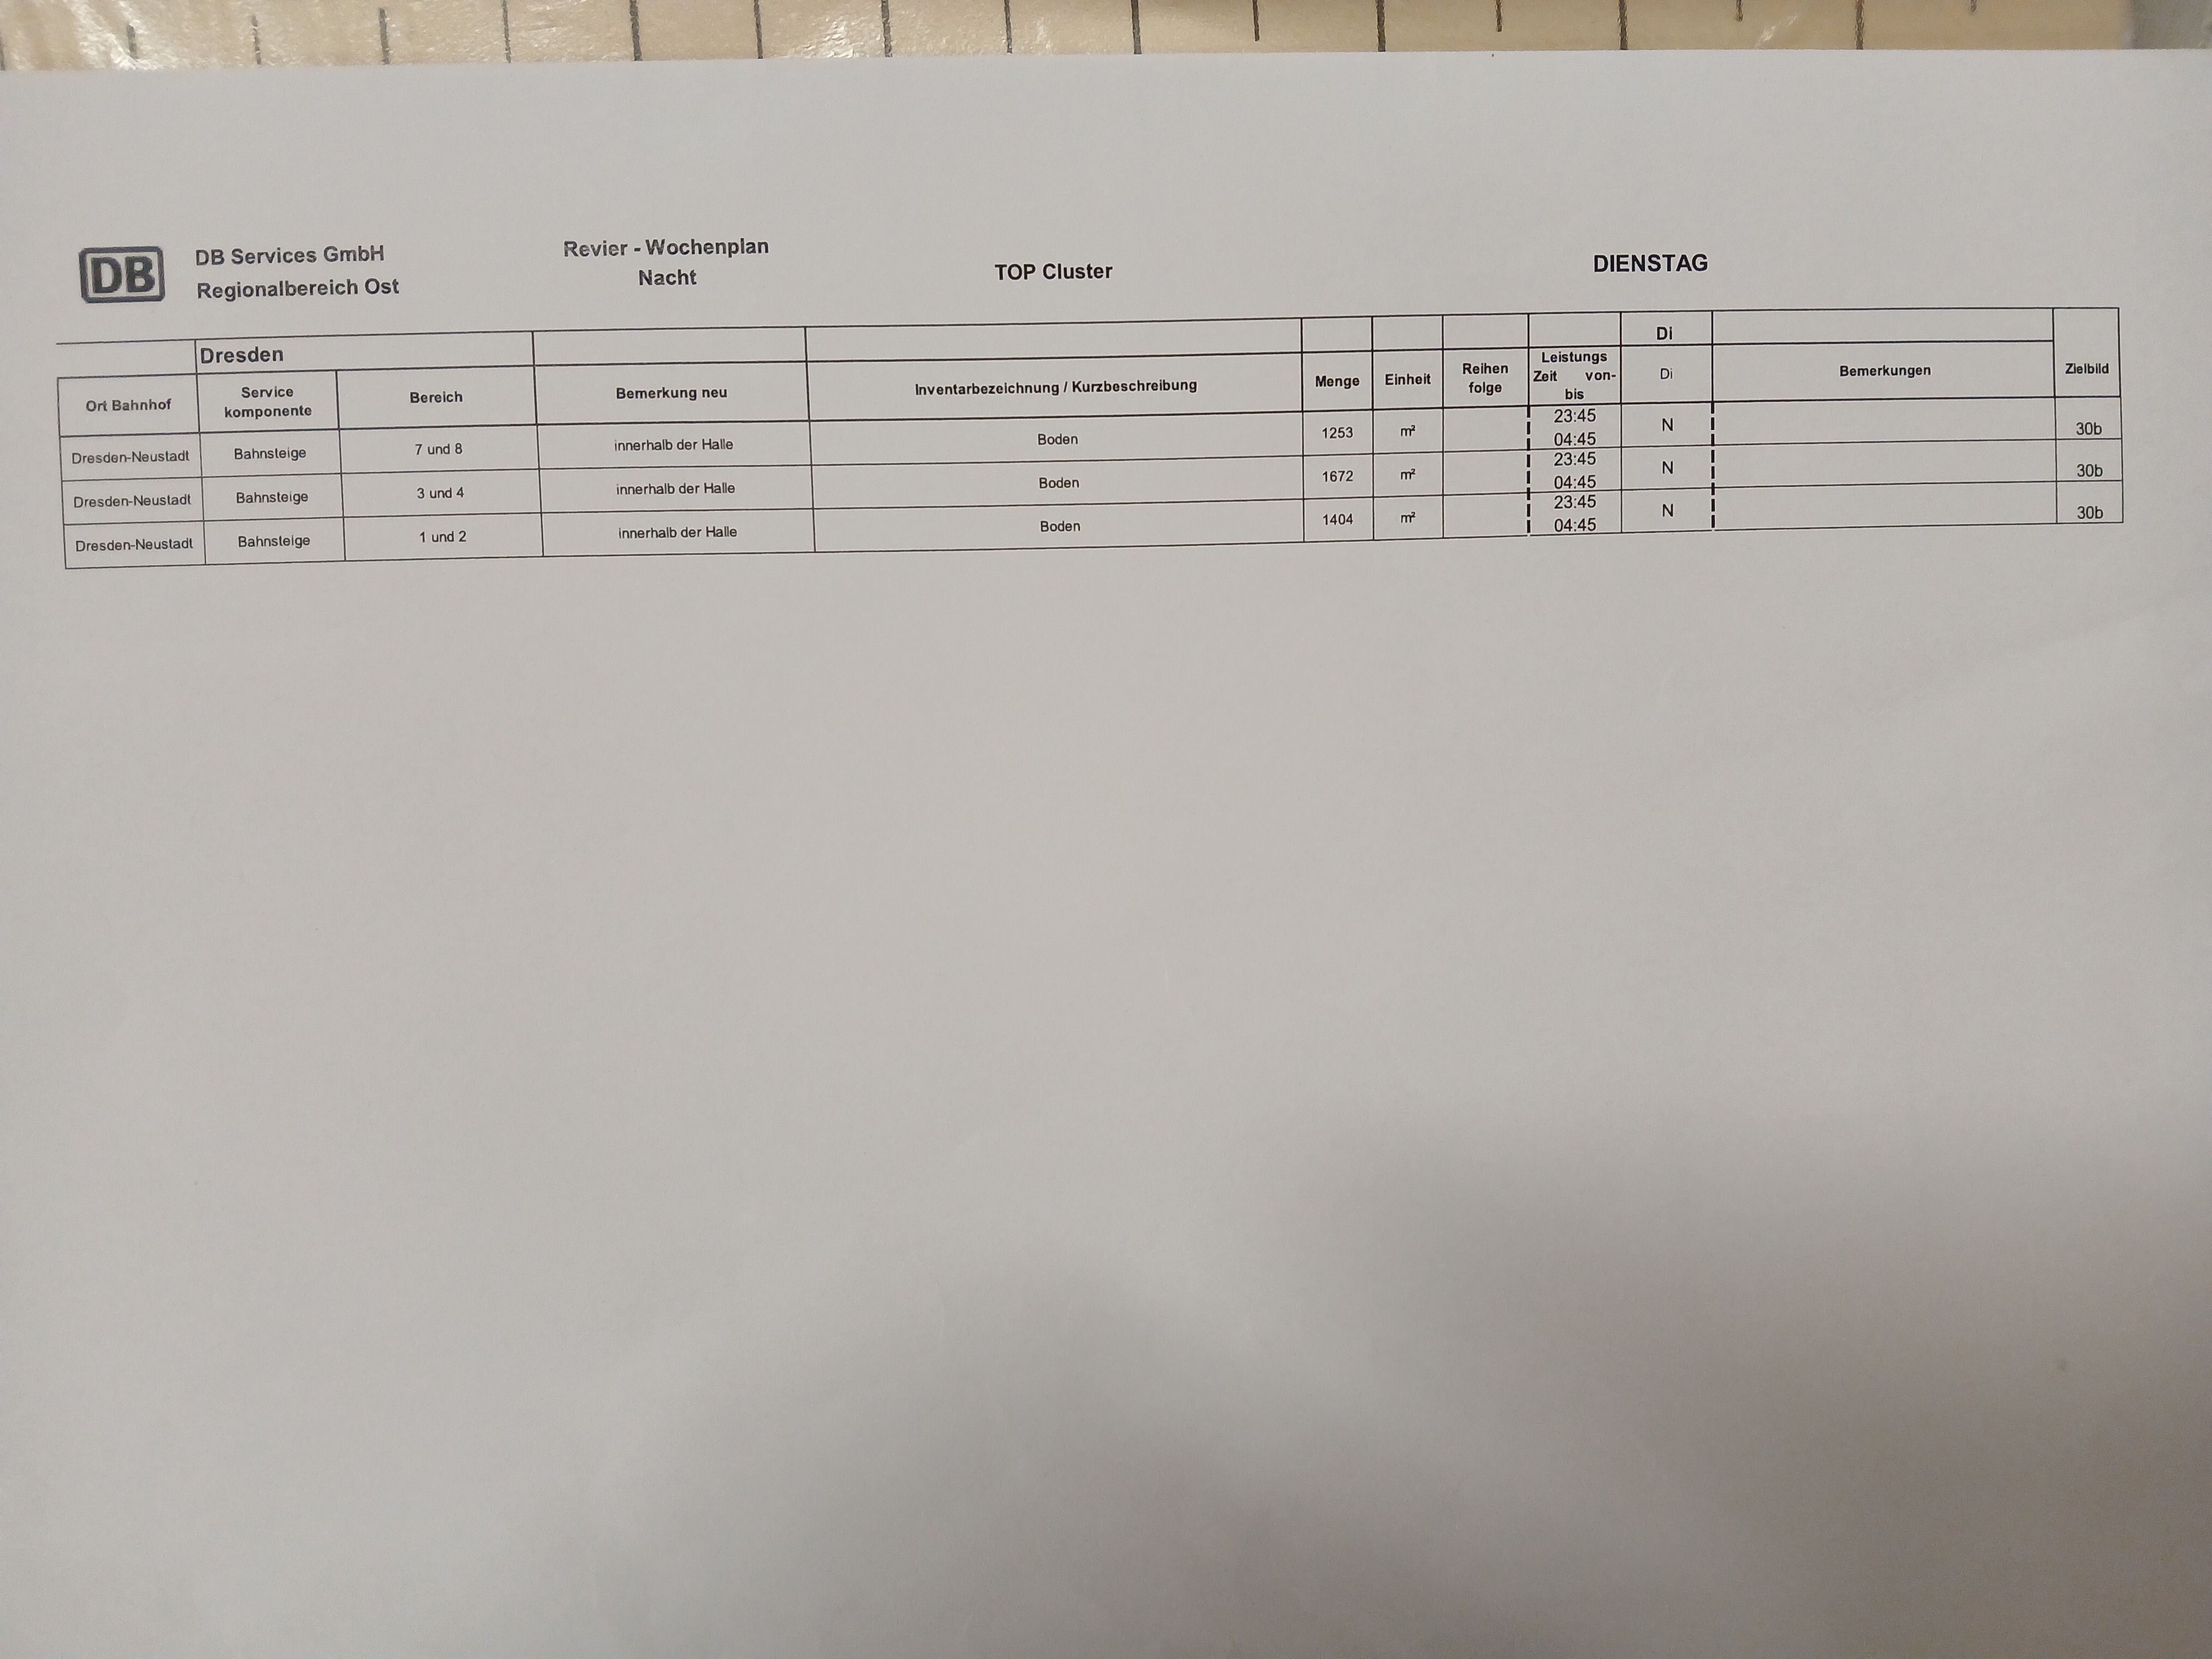 DB
DB Services GmbH
Regionalbereich Ost
Revier - Wochenplan
Nacht
TOP Cluster
DIENSTAG
Dresden
Di
Ort Bahnhof
Service
komponente
Bereich
Bemerkung neu
Inventarbezeichnung / Kurzbeschreibung
Menge
Einheit
Reihen
folge
Leistungs
Zeit von-
bis
Di
Bemerkungen
Zielbild
Dresden-Neustadt Bahnsteige 7 und 8 innerhalb der Halle Boden 1253 m² 23:45 N 30b
04:45
Dresden-Neustadt Bahnsteige 3 und 4 innerhalb der Halle Boden 1672 m² 23:45 N 30b
04:45
Dresden-Neustadt Bahnsteige 1 und 2 innerhalb der Halle Boden 1404 m² 23:45 N 30b
04:45